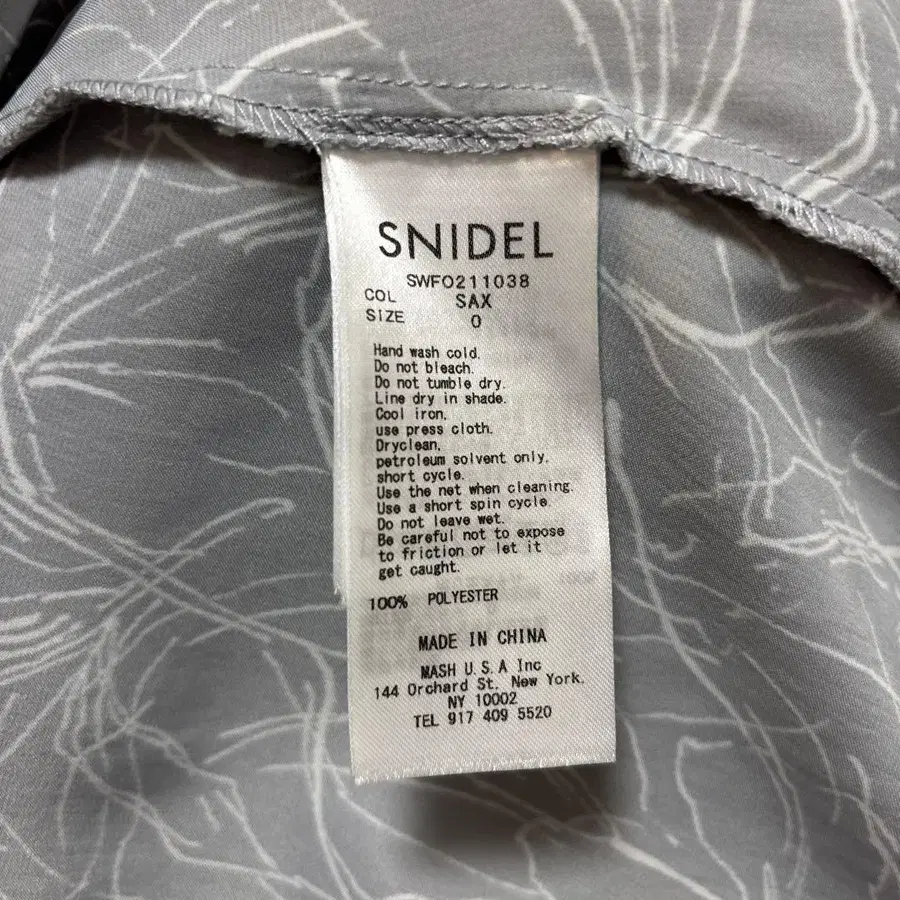 SNIDEL
SWFO211038
COL SAX
SIZE 0
Hand wash cold.
Do not bleach.
Do not tumble dry.
Line dry in shade.
Cool iron,
use press cloth.
Dryclean,
petroleum solvent only,
short cycle.
Use the net when cleaning.
Use a short spin cycle.
Do not leave wet.
Be careful not to expose
to friction or let it
get caught.
100% POLYESTER
MADE IN CHINA
MASH U.S.A Inc
144 Orchard St, New York,
NY 10002
TEL 917 409 5520